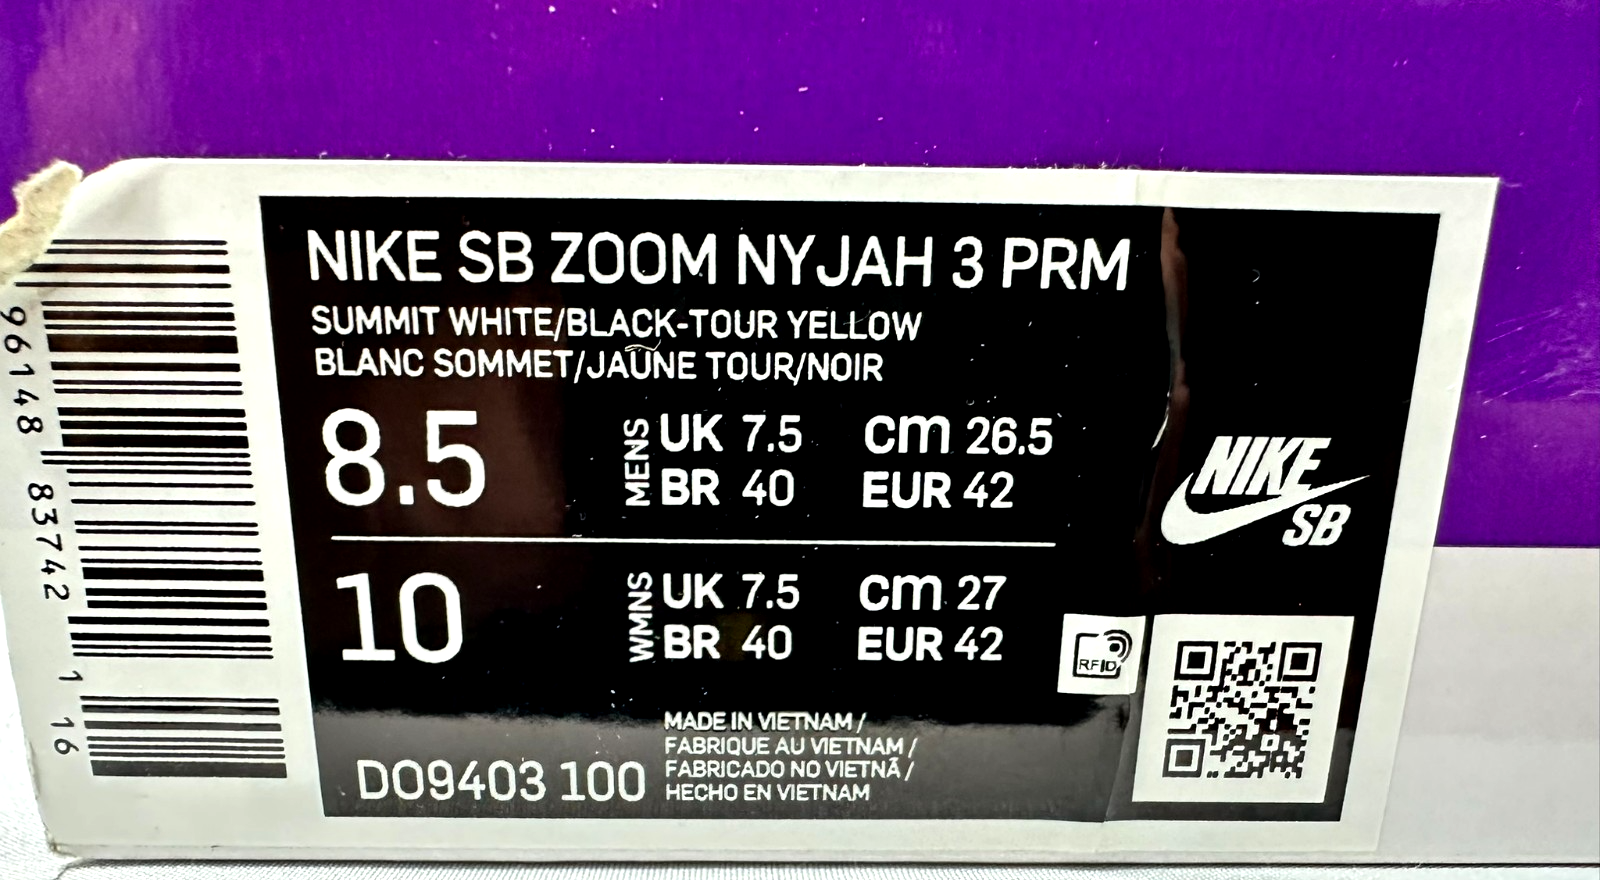 NIKE SB ZOOM NYJAH 3 PRM
SUMMIT WHITE/BLACK-TOUR YELLOW
BLANC SOMMET/JAUNE TOUR/NOIR
8.5
MENS
UK 7.5 CM 26.5
BR 40 EUR 42
10
WMNS
UK 7.5 CM 27
BR 40 EUR 42
NIKE
SB
RFID
DO9403 100
MADE IN VIETNAM /
FABRIQUE AU VIETNAM /
FABRICADO NO VIETNÃ /
HECHO EN VIETNAM
96148 83742 1 16